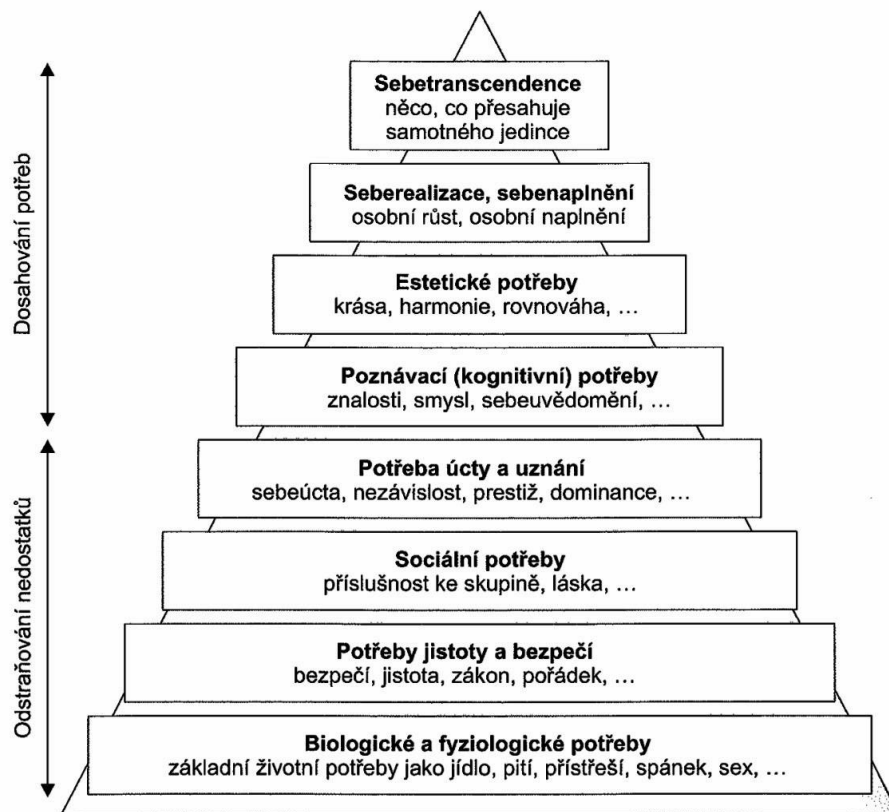 Sebetranscendence
něco, co přesahuje
samotného jedince
Seberealizace, sebenaplnění
osobní růst, osobní naplnění
Estetické potřeby
krása, harmonie, rovnováha, …
Poznávací (kognitivní) potřeby
znalosti, smysl, sebeuvědomění, …
Potřeba úcty a uznání
sebeúcta, nezávislost, prestiž, dominance, …
Sociální potřeby
příslušnost ke skupině, láska, …
Potřeby jistoty a bezpečí
bezpečí, jistota, zákon, pořádek, …
Biologické a fyziologické potřeby
základní životní potřeby jako jídlo, pití, přístřeší, spánek, sex, …
Dosahování potřeb
Odstraňování nedostatků